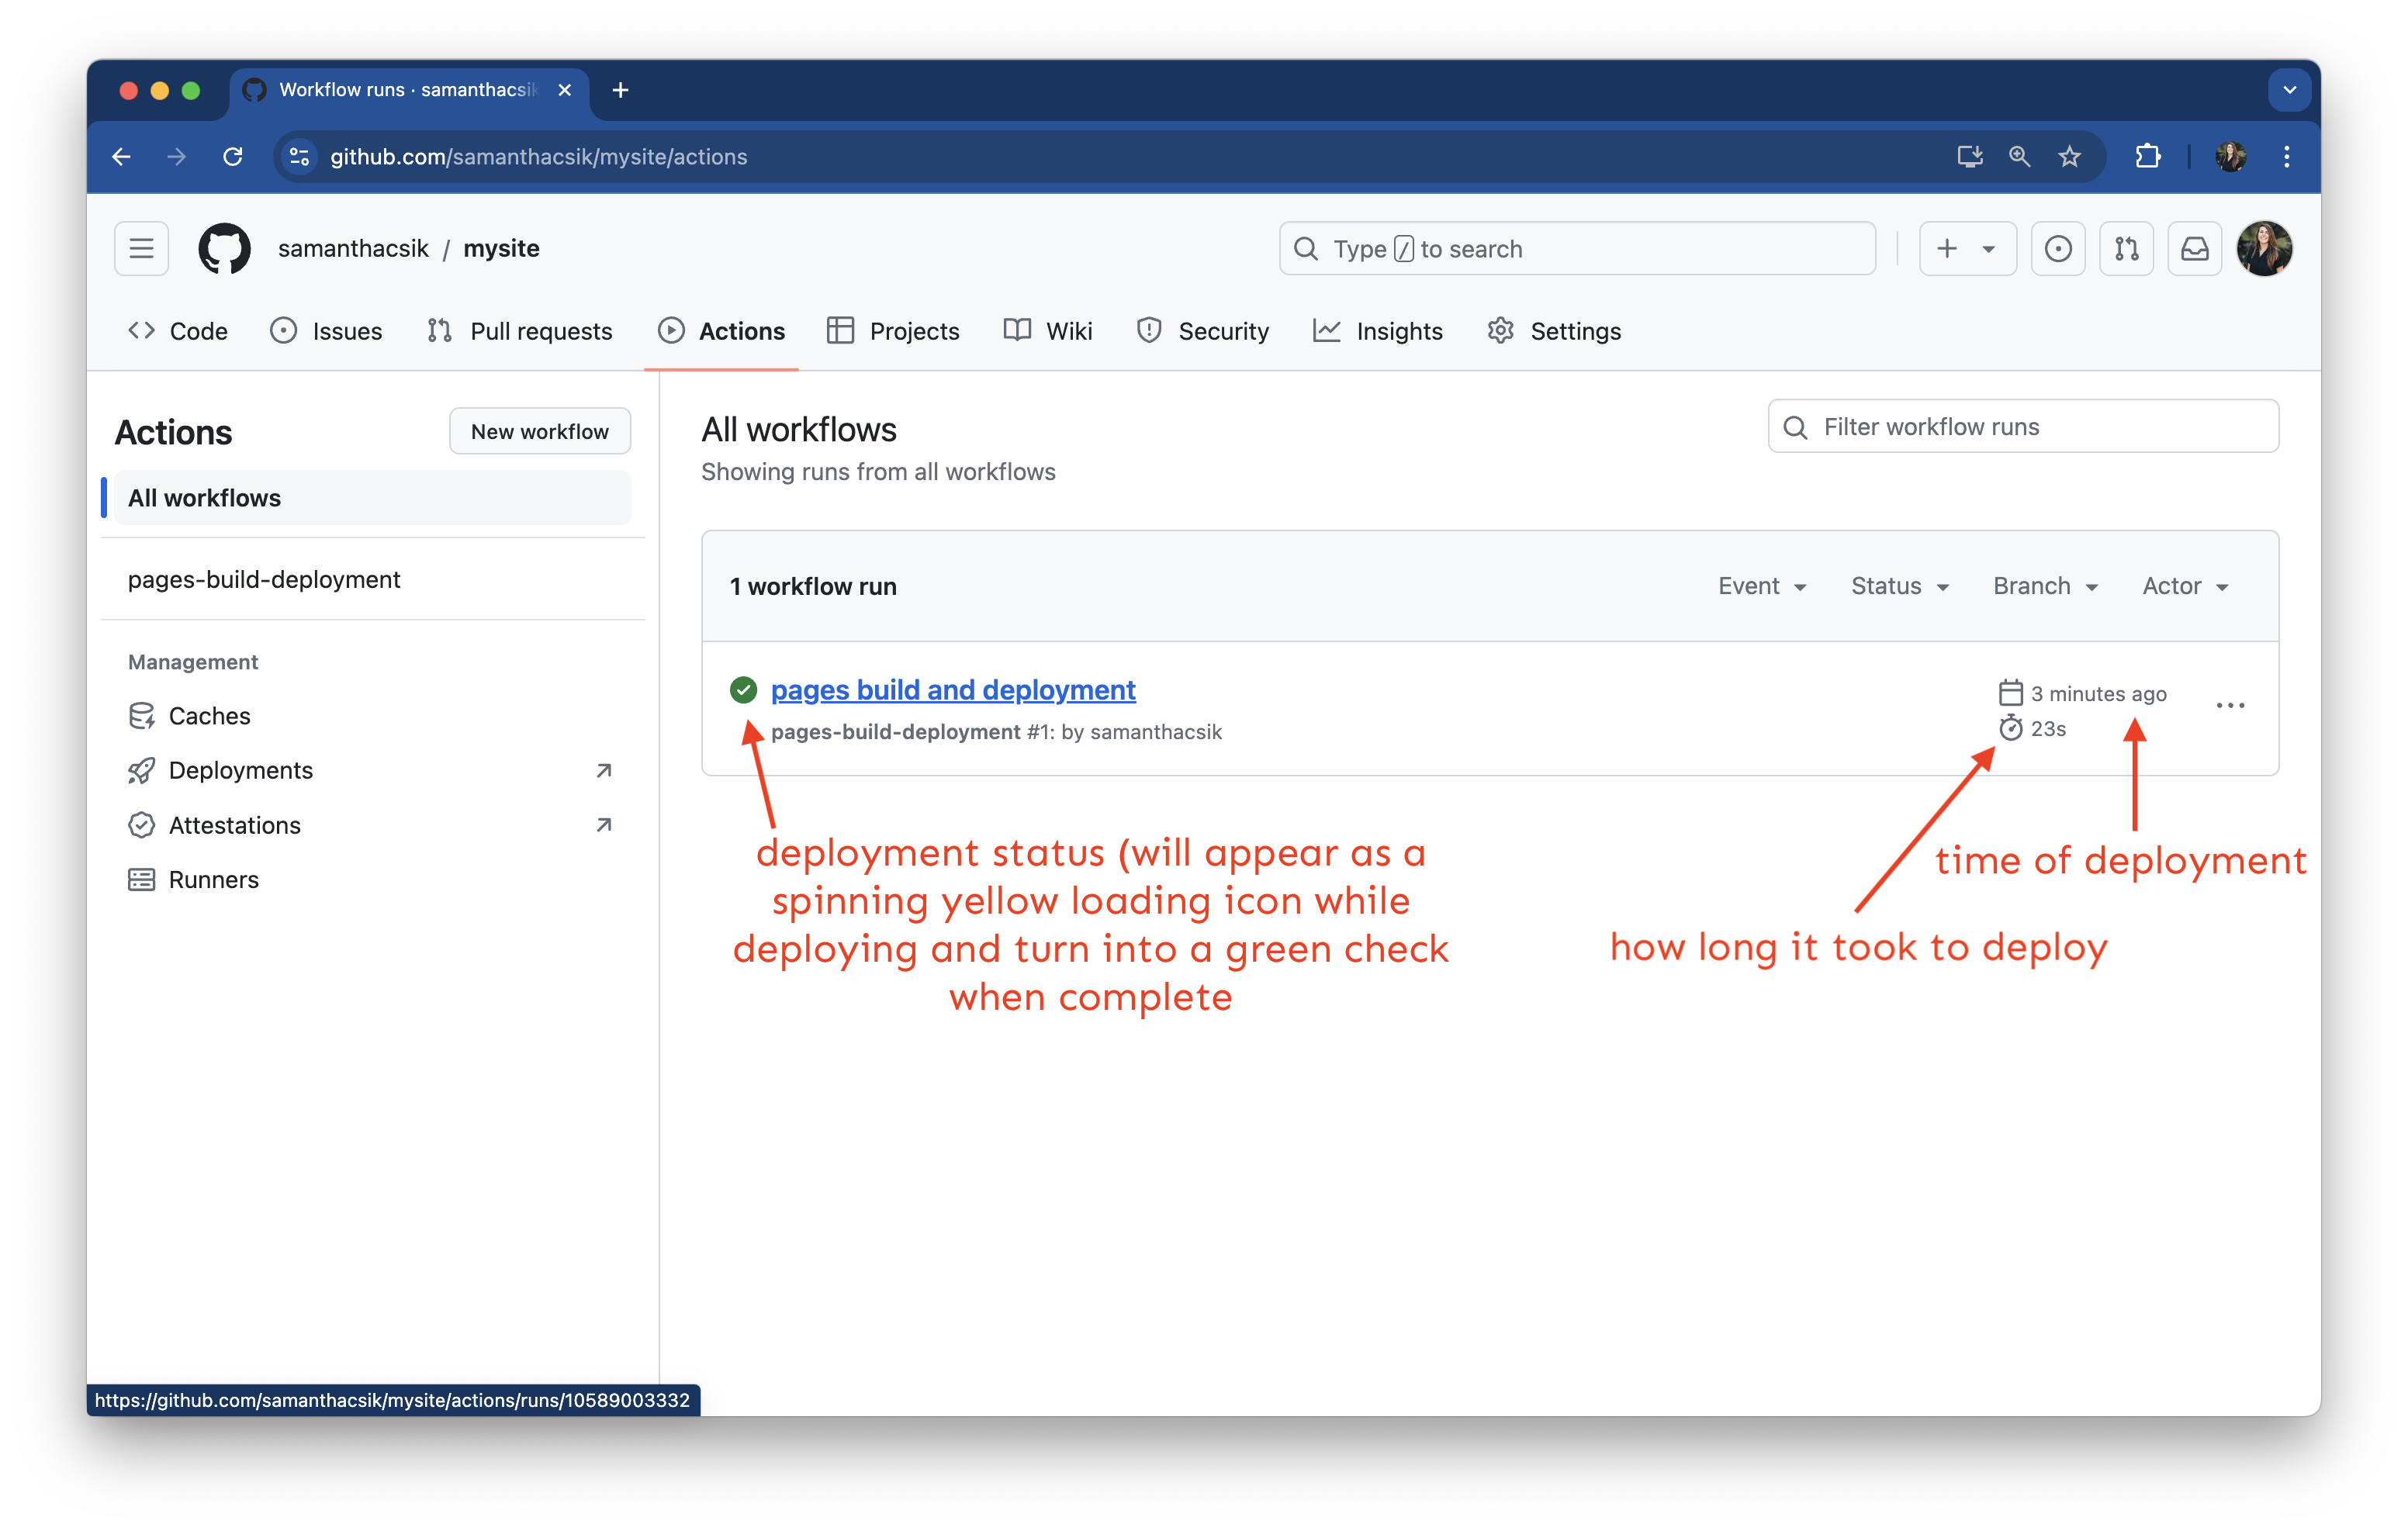 Workflow runs · samanthacsik
github.com/samanthacsik/mysite/actions
samanthacsik / mysite
Type / to search
Code
Issues
Pull requests
Actions
Projects
Wiki
Security
Insights
Settings
Actions
New workflow
All workflows
pages-build-deployment
Management
Caches
Deployments
Attestations
Runners
All workflows
Showing runs from all workflows
Filter workflow runs
1 workflow run
Event
Status
Branch
Actor
pages build and deployment
pages-build-deployment #1: by samanthacsik
3 minutes ago
23s
deployment status (will appear as a
spinning yellow loading icon while
deploying and turn into a green check
when complete
time of deployment
how long it took to deploy
https://github.com/samanthacsik/mysite/actions/runs/10589003332